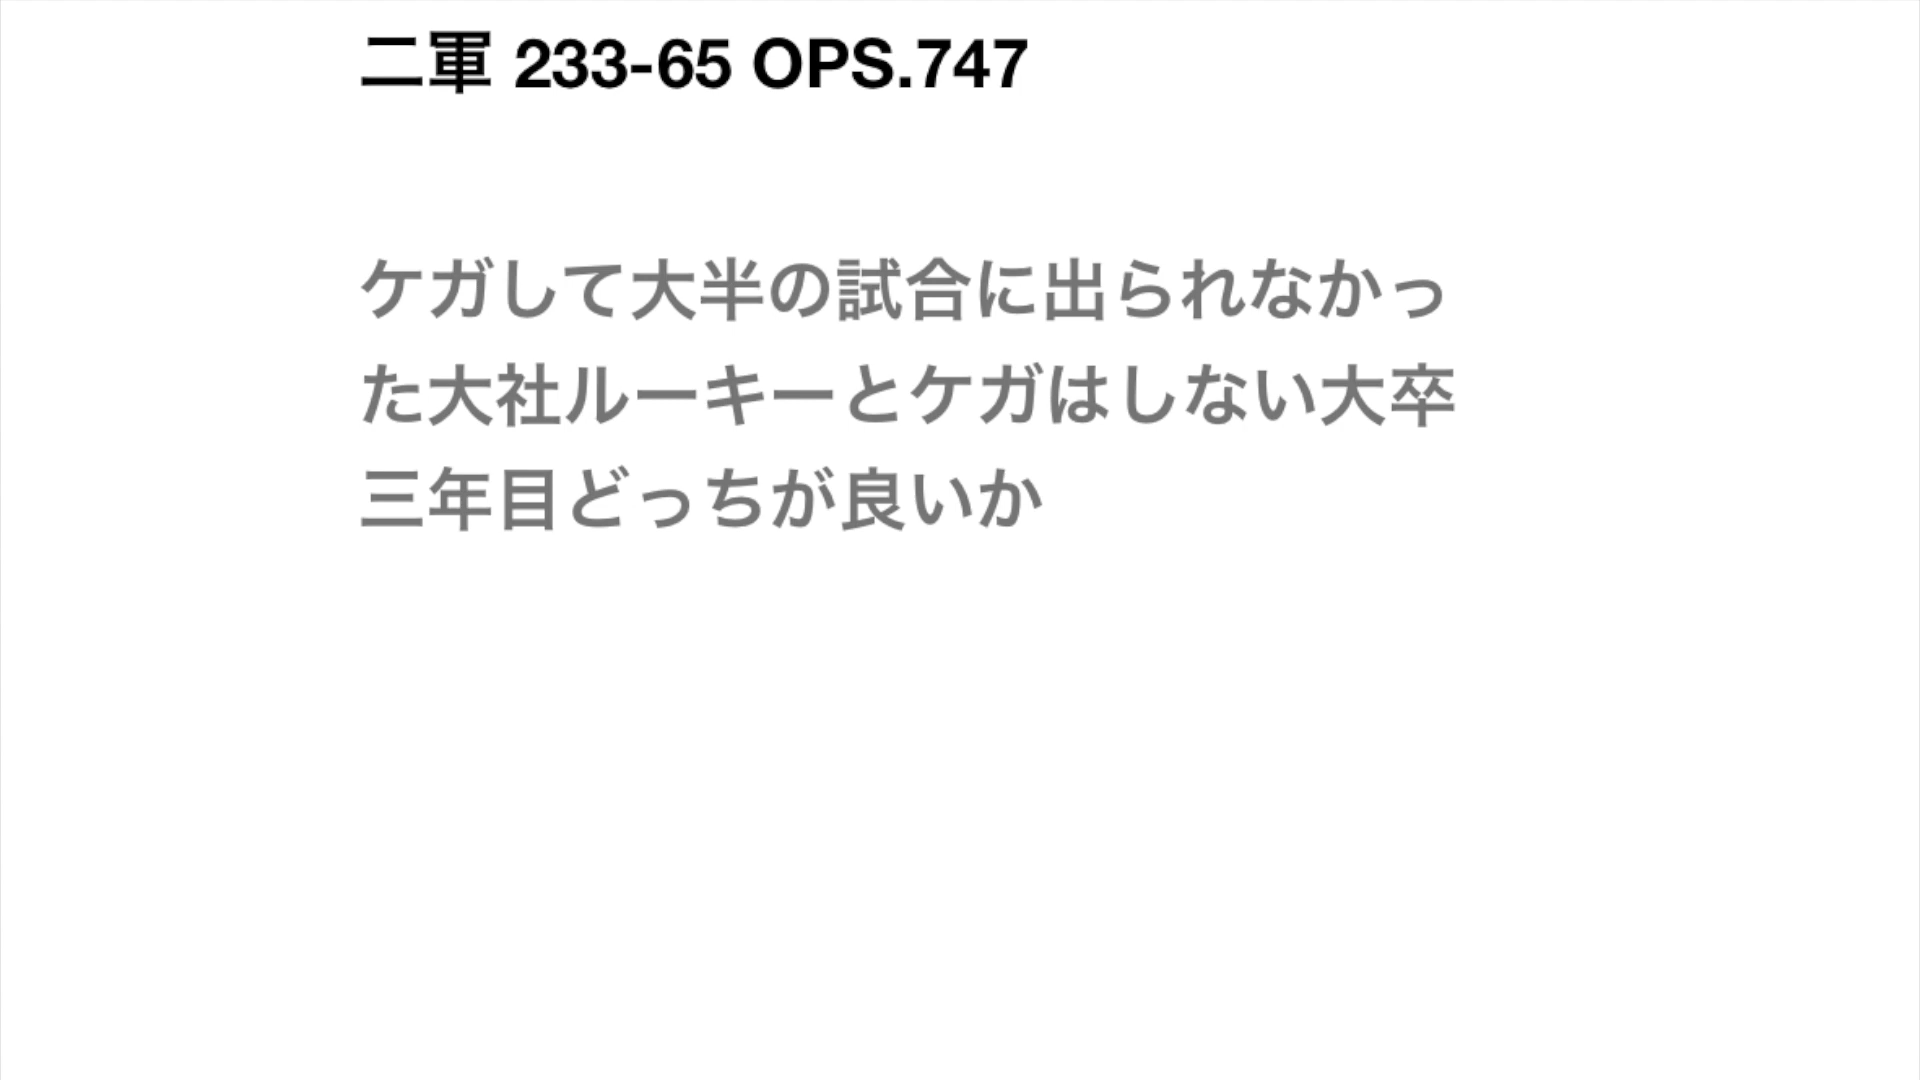 二軍 233-65 OPS.747
ケガして大半の試合に出られなかっ
た大社ルーキーとケガはしない大卒
三年目どっちが良いか